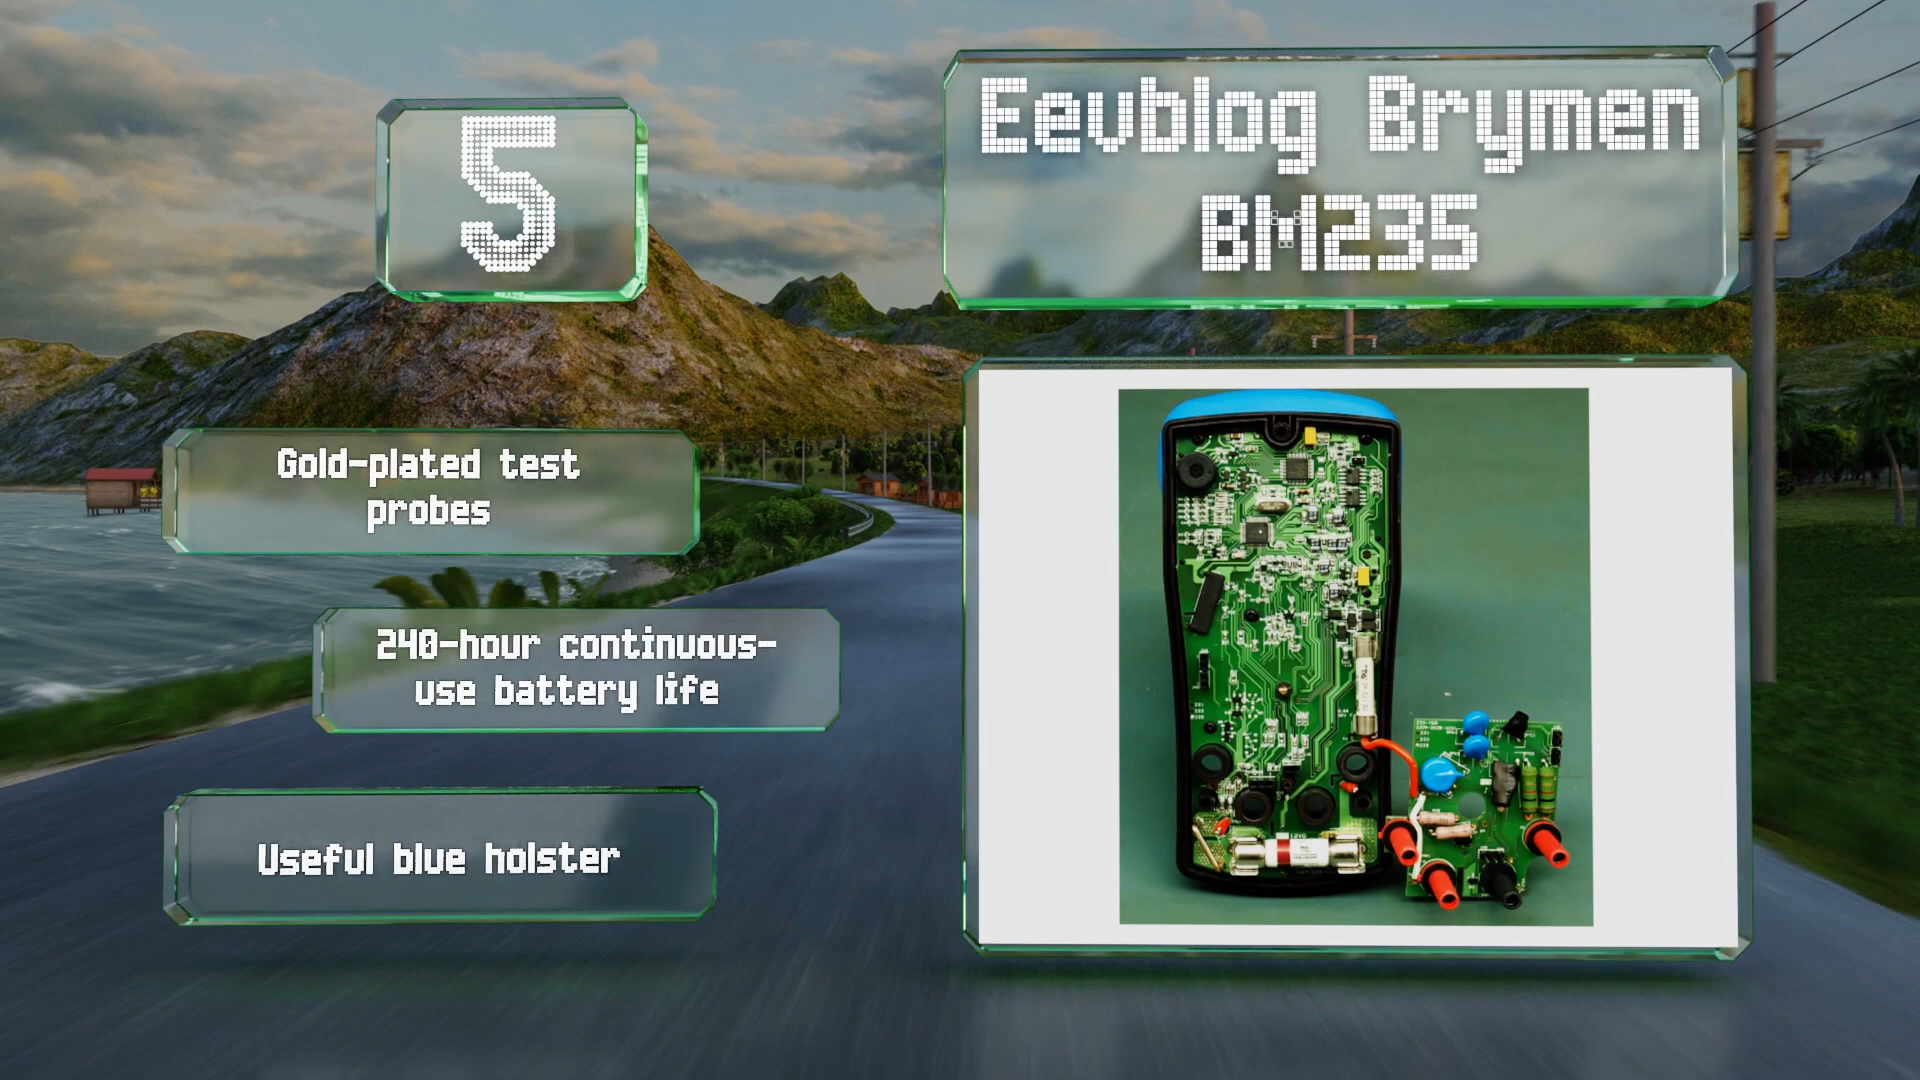 5
Eevblog Brymen
BM235
Gold-plated test
probes
240-hour continuous-
use battery life
Useful blue holster